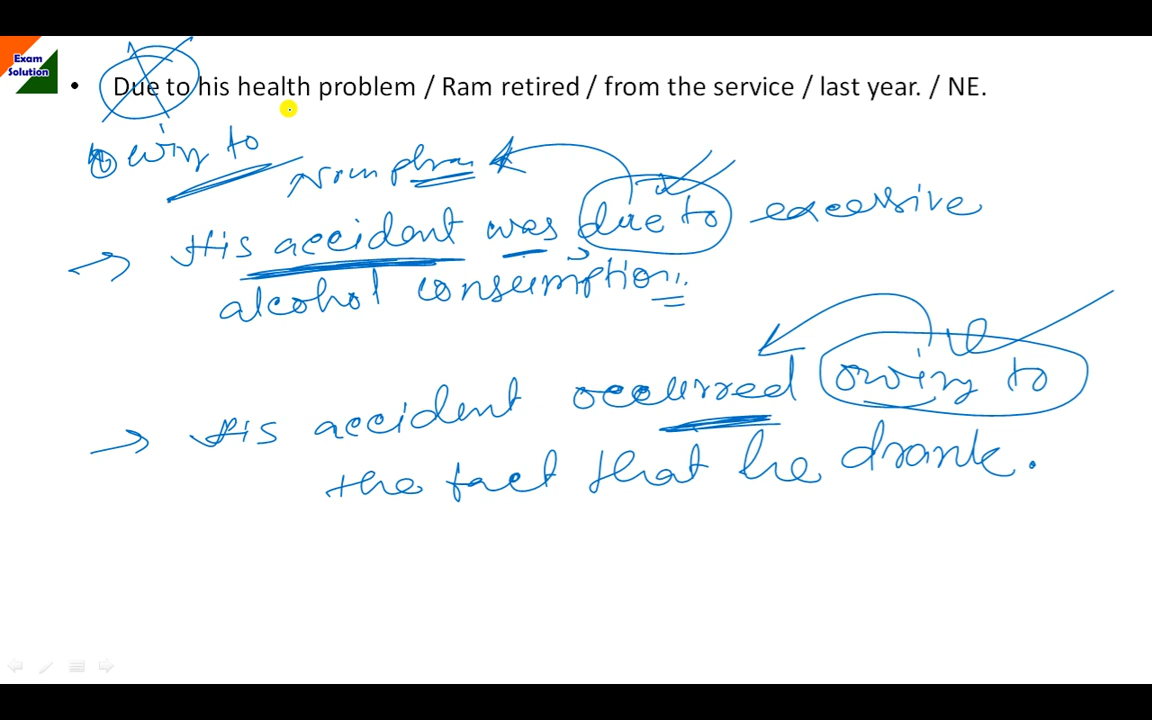 Exam
Solution
• Due to his health problem / Ram retired / from the service / last year. / NE.
owing to
Noun phrase
→ His accident was due to excessive
alcohol consumption.
→ His accident occurred owing to
the fact that he drank.